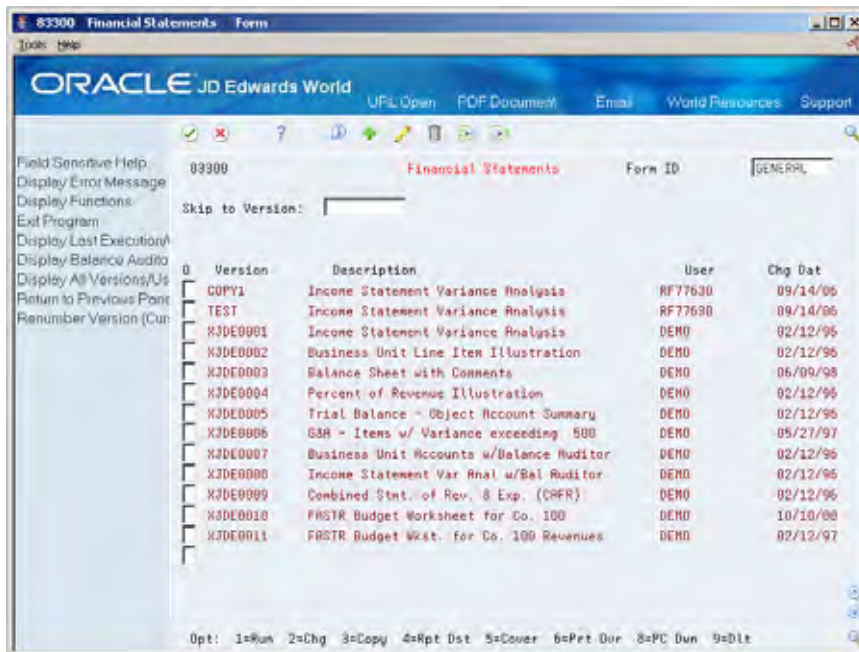 83300 Financial Statements Form
Tools Help
ORACLE JD Edwards World
URL Open PDF Document Email World Resources Support
Field Sensitive Help
Display Error Message
Display Functions
Exit Program
Display Last Execution/
Display Balance Audito
Display All Versions/Us
Return to Previous Pane
Renumber Version (Cur
83300 Financial Statements Form ID GENERAL
Skip to Version:
O Version Description User Chg Dat
COPY1 Income Statement Variance Analysis RF77630 09/14/06
TEST Income Statement Variance Analysis RF77630 09/14/06
XJDE0001 Income Statement Variance Analysis DEMO 02/12/96
XJDE0002 Business Unit Line Item Illustration DEMO 02/12/96
XJDE0003 Balance Sheet with Comments DEMO 06/09/98
XJDE0004 Percent of Revenue Illustration DEMO 02/12/96
XJDE0005 Trial Balance - Object Account Summary DEMO 02/12/96
XJDE0006 G&A - Items w/ Variance exceeding 500 DEMO 05/27/97
XJDE0007 Business Unit Accounts w/Balance Auditor DEMO 02/12/96
XJDE0008 Income Statement Var Anal w/Bal Auditor DEMO 02/12/96
XJDE0009 Combined Stmt. of Rev. & Exp. (CAFR) DEMO 02/12/96
XJDE0010 FASTR Budget Worksheet for Co. 100 DEMO 10/10/00
XJDE0011 FASTR Budget Wkst. for Co. 100 Revenues DEMO 02/12/97
Opt: 1=Run 2=Chg 3=Copy 4=Rpt Dst 5=Cover 6=Prt Ovr 8=PC Dwn 9=Dlt